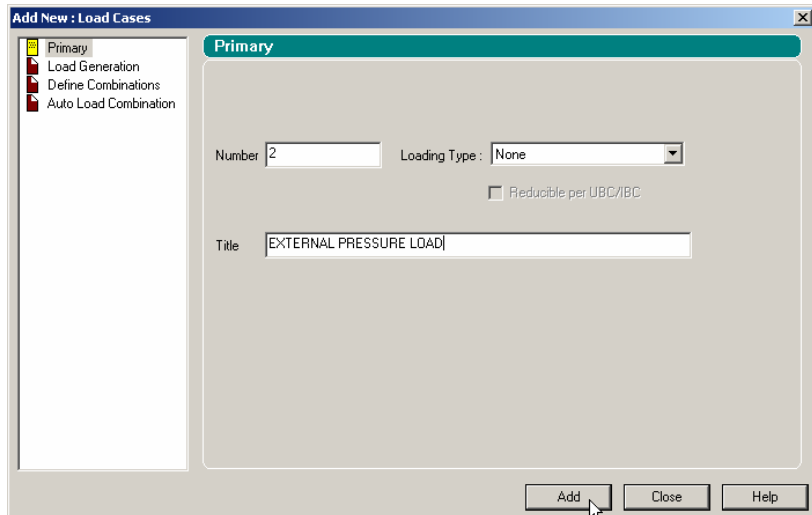 Add New : Load Cases
Primary
Load Generation
Define Combinations
Auto Load Combination
Primary
Number 2 Loading Type : None
Reducible per UBC/IBC
Title EXTERNAL PRESSURE LOAD
Add Close Help